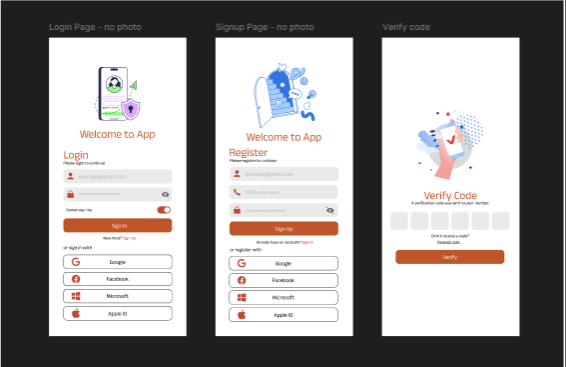 Login Page - no photo
Welcome to App
Login
Please login to continue
example@email.com
Remember me
Sign In
New here? Sign Up
or sign in with
Google
Facebook
Microsoft
Apple ID
Signup Page - no photo
Welcome to App
Register
Please register to continue
example@email.com
Sign Up
Already have an account? Sign In
or register with
Google
Facebook
Microsoft
Apple ID
Verify code
Verify Code
A verification code was sent to your number
Didn't receive a code?
Resend code
Verify